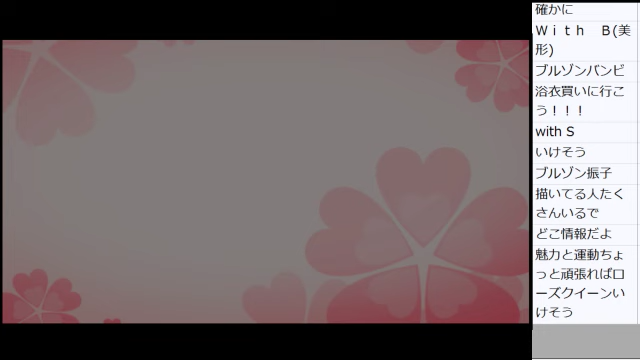 確かに
Ｗｉｔｈ　Ｂ(美
形)
ブルゾンバンビ
浴衣買いに行こ
う！！！
with S
いけそう
ブルゾン振子
描いてる人たく
さんいるで
どこ情報だよ
魅力と運動ちょ
っと頑張ればロ
ーズクイーンい
けそう